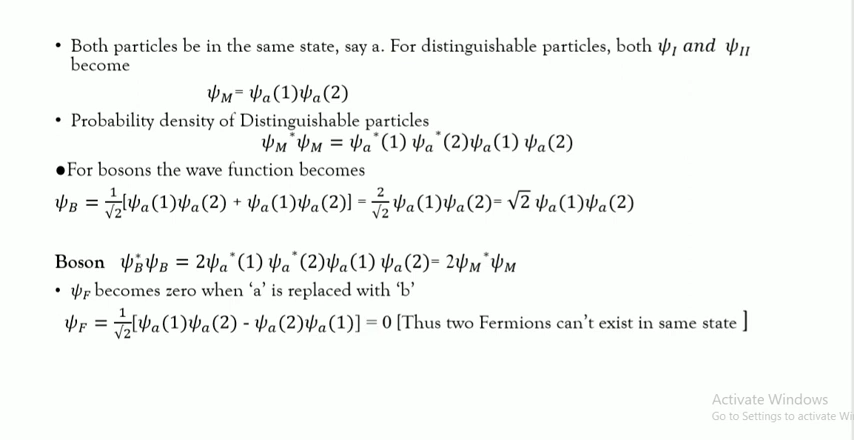 • Both particles be in the same state, say a. For distinguishable particles, both ψ_I and ψ_II
become
ψ_M= ψ_a(1)ψ_a(2)
• Probability density of Distinguishable particles
ψ_M^*ψ_M = ψ_a^*(1) ψ_a^*(2)ψ_a(1) ψ_a(2)
●For bosons the wave function becomes
ψ_B = 1/√2[ψ_a(1)ψ_a(2) + ψ_a(1)ψ_a(2)] = 2/√2 ψ_a(1)ψ_a(2)= √2 ψ_a(1)ψ_a(2)
Boson ψ_B^*ψ_B = 2ψ_a^*(1) ψ_a^*(2)ψ_a(1) ψ_a(2)= 2ψ_M^*ψ_M
• ψ_F becomes zero when ‘a’ is replaced with ‘b’
ψ_F = 1/√2[ψ_a(1)ψ_a(2) - ψ_a(2)ψ_a(1)] = 0 [Thus two Fermions can’t exist in same state ]
Activate Windows
Go to Settings to activate Wi